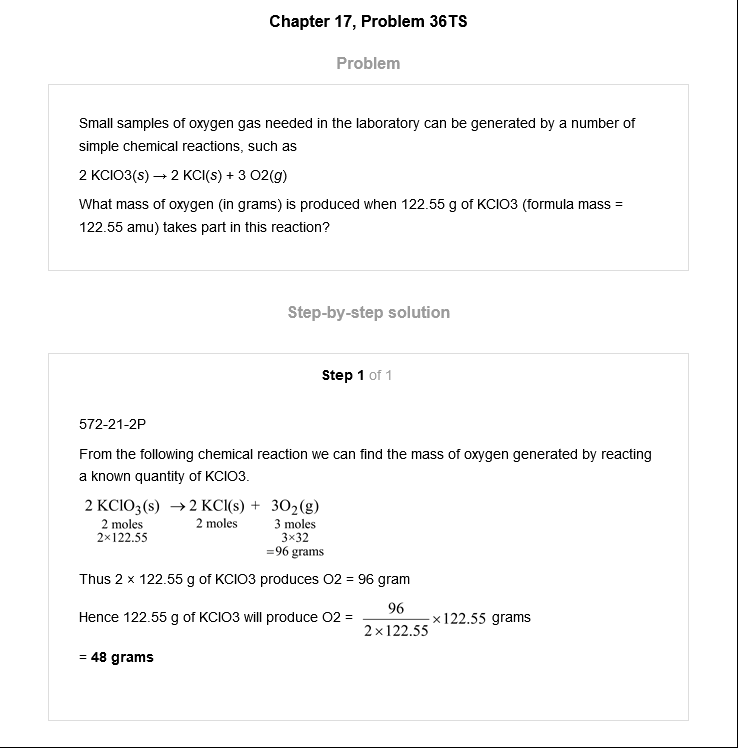 Chapter 17, Problem 36TS
Problem
Small samples of oxygen gas needed in the laboratory can be generated by a number of
simple chemical reactions, such as
2 KClO3(s) → 2 KCl(s) + 3 O2(g)
What mass of oxygen (in grams) is produced when 122.55 g of KClO3 (formula mass =
122.55 amu) takes part in this reaction?
Step-by-step solution
Step 1 of 1
572-21-2P
From the following chemical reaction we can find the mass of oxygen generated by reacting
a known quantity of KClO3.
2 KClO₃(s) → 2 KCl(s) + 3O₂(g)
2 moles 2 moles 3 moles
2×122.55 3×32
=96 grams
Thus 2 × 122.55 g of KClO3 produces O2 = 96 gram
Hence 122.55 g of KClO3 will produce O2 = 96 / 2×122.55 ×122.55 grams
= 48 grams